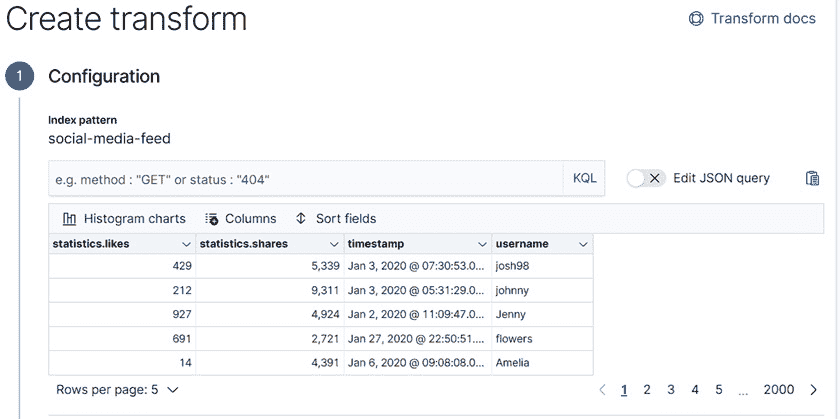 Create transform
Transform docs
1
Configuration
Index pattern
social-media-feed
e.g. method : "GET" or status : "404"
KQL
Edit JSON query
Histogram charts Columns Sort fields
statistics.likes statistics.shares timestamp username
429 5,339 Jan 3, 2020 @ 07:30:53.0... josh98
212 9,311 Jan 3, 2020 @ 05:31:29.0... johnny
927 4,924 Jan 2, 2020 @ 11:09:47.0... Jenny
691 2,721 Jan 27, 2020 @ 22:50:51.... flowers
14 4,391 Jan 6, 2020 @ 09:08:08.0... Amelia
Rows per page: 5
1 2 3 4 5 ... 2000